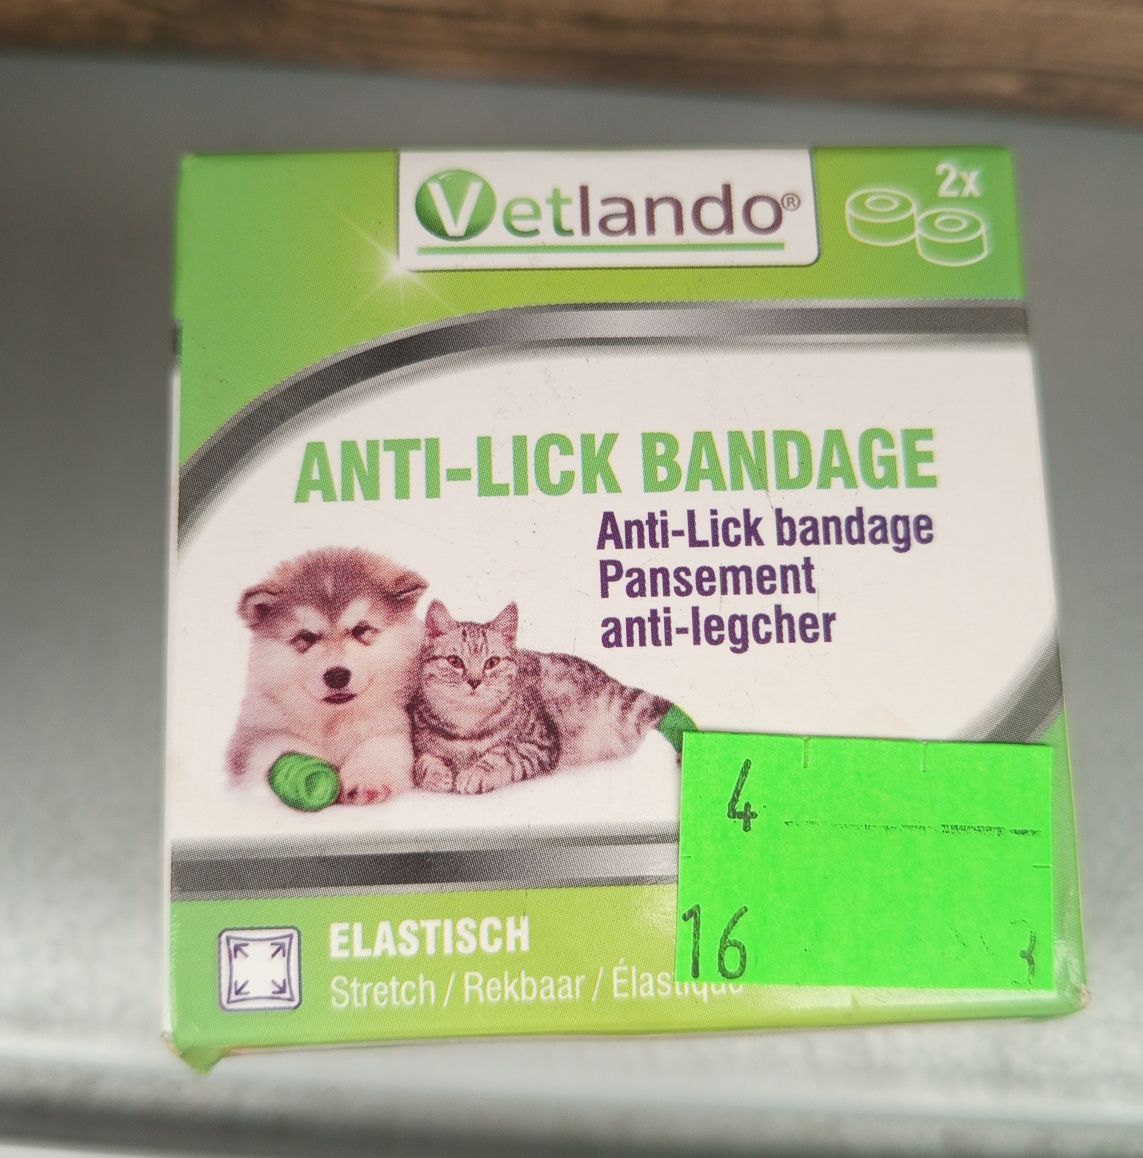 Vetlando®
2x
ANTI-LICK BANDAGE
Anti-Lick bandage
Pansement
anti-legcher
4
16
ELASTISCH
Stretch / Rekbaar / Élastique